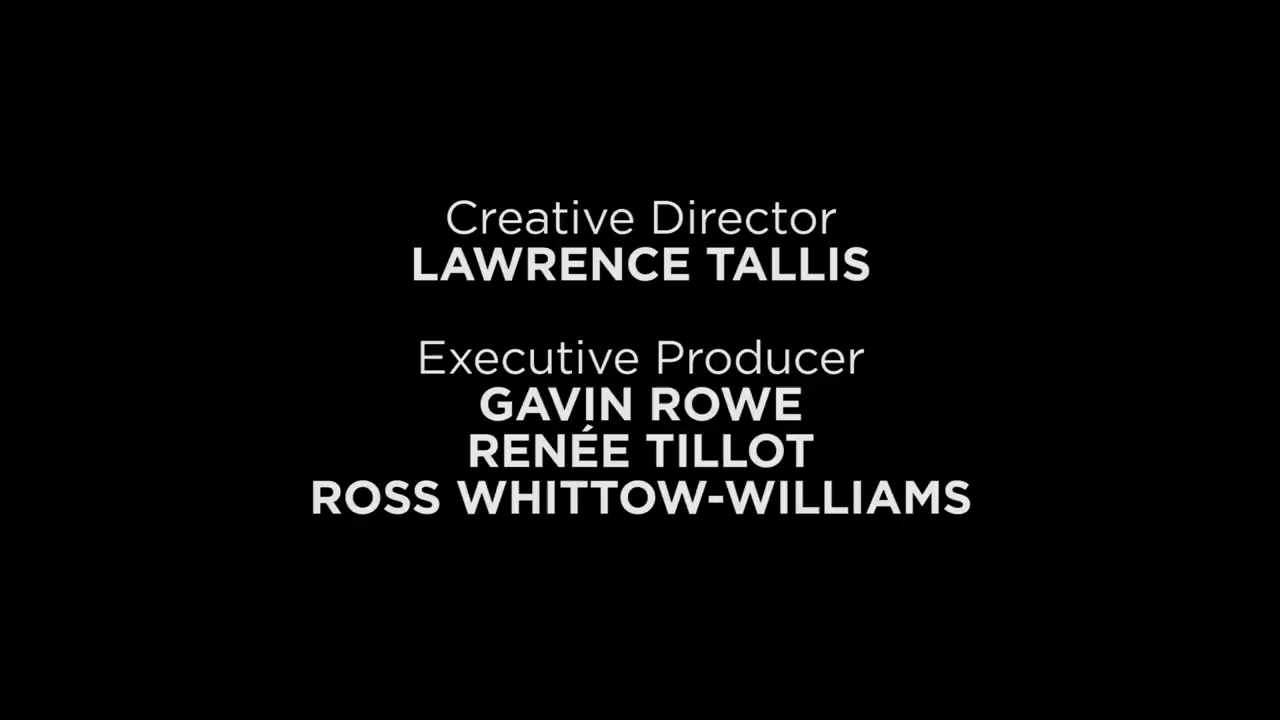 Creative Director
LAWRENCE TALLIS
Executive Producer
GAVIN ROWE
RENÉE TILLOT
ROSS WHITTOW-WILLIAMS